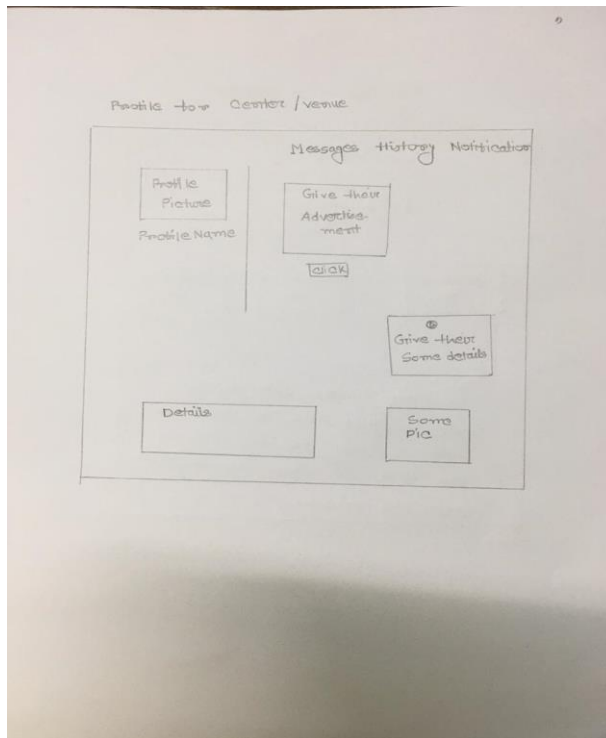 Profile for Center/venue
Messages History Notification
Profile
Picture
Profile Name
Give their
Advertise-
ment
click
Give their
Some details
Details
Some
Pic